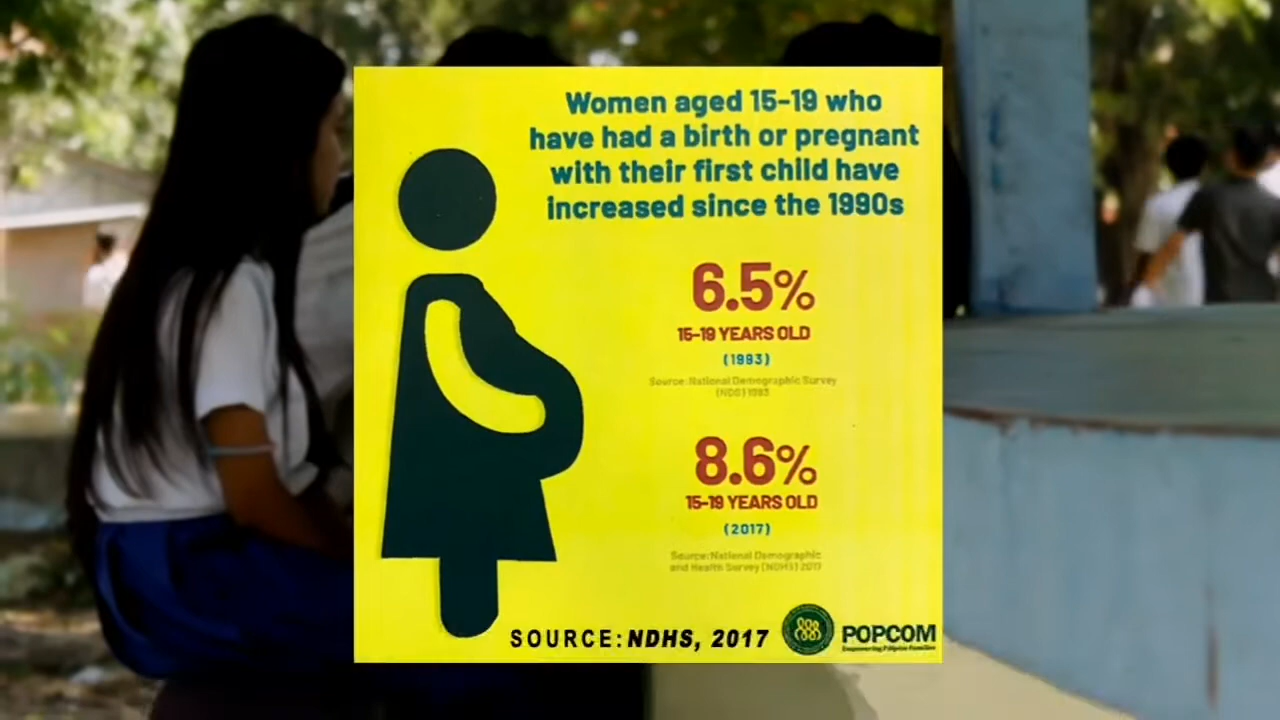 Women aged 15-19 who
have had a birth or pregnant
with their first child have
increased since the 1990s
6.5%
15-19 YEARS OLD
(1993)
Source: National Demographic Survey
(NDS) 1993
8.6%
15-19 YEARS OLD
(2017)
Source: National Demographic
and Health Survey (NDHS) 2017
SOURCE: NDHS, 2017
POPCOM
Empowering Filipino Families